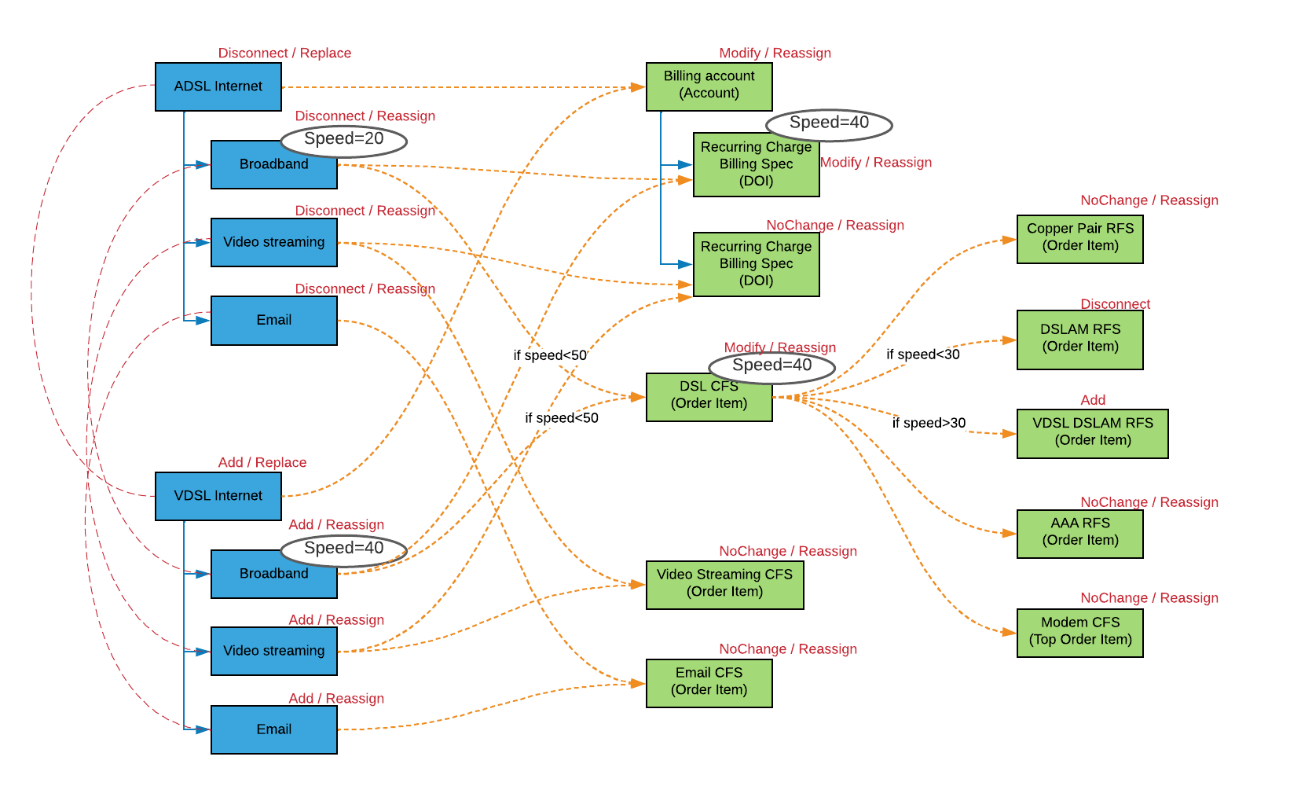 Disconnect / Replace
ADSL Internet
Disconnect / Reassign
Speed=20
Broadband
Disconnect / Reassign
Video streaming
Disconnect / Reassign
Email
Add / Replace
VDSL Internet
Add / Reassign
Speed=40
Broadband
Add / Reassign
Video streaming
Add / Reassign
Email
Modify / Reassign
Billing account
(Account)
Speed=40
Recurring Charge
Billing Spec
(DOI)
Modify / Reassign
NoChange / Reassign
Recurring Charge
Billing Spec
(DOI)
if speed<50
Modify / Reassign
Speed=40
DSL CFS
(Order Item)
if speed<50
NoChange / Reassign
Video Streaming CFS
(Order Item)
NoChange / Reassign
Email CFS
(Order Item)
NoChange / Reassign
Copper Pair RFS
(Order Item)
Disconnect
DSLAM RFS
(Order Item)
if speed<30
Add
VDSL DSLAM RFS
(Order Item)
if speed>30
NoChange / Reassign
AAA RFS
(Order Item)
NoChange / Reassign
Modem CFS
(Top Order Item)